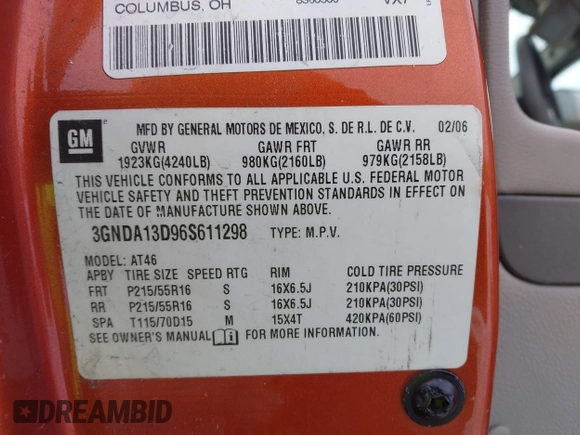 COLUMBUS, OH
GM
MFD BY GENERAL MOTORS DE MEXICO, S. DE R.L. DE C.V. 02/06
GVWR GAWR FRT GAWR RR
1923KG(4240LB) 980KG(2160LB) 979KG(2158LB)
THIS VEHICLE CONFORMS TO ALL APPLICABLE U.S. FEDERAL MOTOR
VEHICLE SAFETY AND THEFT PREVENTION STANDARDS IN EFFECT ON
THE DATE OF MANUFACTURE SHOWN ABOVE.
3GNDA13D96S611298 TYPE: M.P.V.
MODEL: AT46
APBY TIRE SIZE SPEED RTG RIM COLD TIRE PRESSURE
FRT P215/55R16 S 16X6.5J 210KPA(30PSI)
RR P215/55R16 S 16X6.5J 210KPA(30PSI)
SPA T115/70D15 M 15X4T 420KPA(60PSI)
SEE OWNER'S MANUAL FOR MORE INFORMATION.
DREAMBID